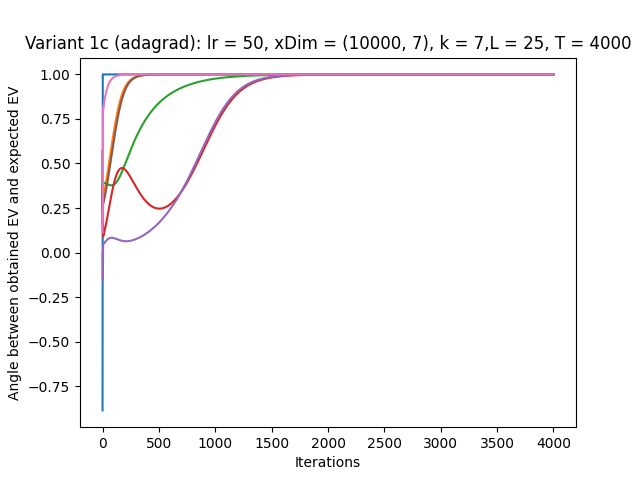 Variant 1c (adagrad): lr = 50, xDim = (10000, 7), k = 7,L = 25, T = 4000
Angle between obtained EV and expected EV
1.00
0.75
0.50
0.25
0.00
−0.25
−0.50
−0.75
0 500 1000 1500 2000 2500 3000 3500 4000
Iterations